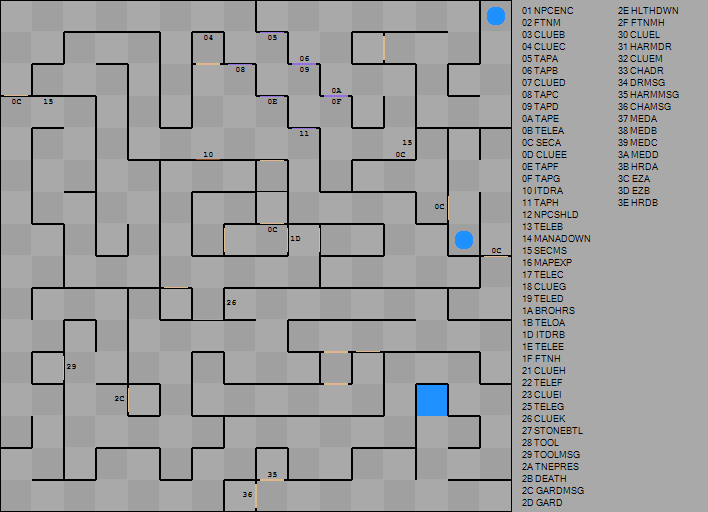 04
05
06
08
09
0A
0C
15
0E
0F
11
15
10
0C
0C
0C
1D
0C
26
29
2C
35
36
01 NPCENC
02 FTNM
03 CLUEB
04 CLUEC
05 TAPA
06 TAPB
07 CLUED
08 TAPC
09 TAPD
0A TAPE
0B TELEA
0C SECA
0D CLUEE
0E TAPF
0F TAPG
10 ITDRA
11 TAPH
12 NPCSHLD
13 TELEB
14 MANADOWN
15 SECMS
16 MAPEXP
17 TELEC
18 CLUEG
19 TELED
1A BROHRS
1B TELOA
1D ITDRB
1E TELEE
1F FTNH
21 CLUEH
22 TELEF
23 CLUEI
25 TELEG
26 CLUEK
27 STONEBTL
28 TOOL
29 TOOLMSG
2A TNEPRES
2B DEATH
2C GARDMSG
2D GARD
2E HLTHDWN
2F FTNMH
30 CLUEL
31 HARMDR
32 CLUEM
33 CHADR
34 DRMSG
35 HARMMSG
36 CHAMSG
37 MEDA
38 MEDB
39 MEDC
3A MEDD
3B HRDA
3C EZA
3D EZB
3E HRDB